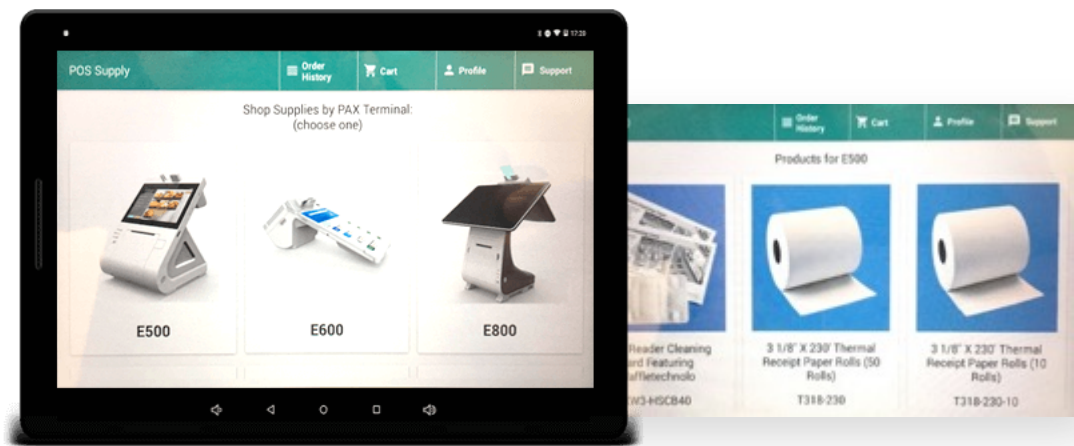 17:20
POS Supply
Order
History
Cart
Profile
Support
Shop Supplies by PAX Terminal:
(choose one)
E500
E600
E800
Order
History
Cart
Profile
Support
Products for E500
Reader Cleaning
Featuring
3 1/8" X 230' Thermal
Receipt Paper Rolls (50
Rolls)
T318-230
3 1/8" X 230' Thermal
Receipt Paper Rolls (10
Rolls)
T318-230-10